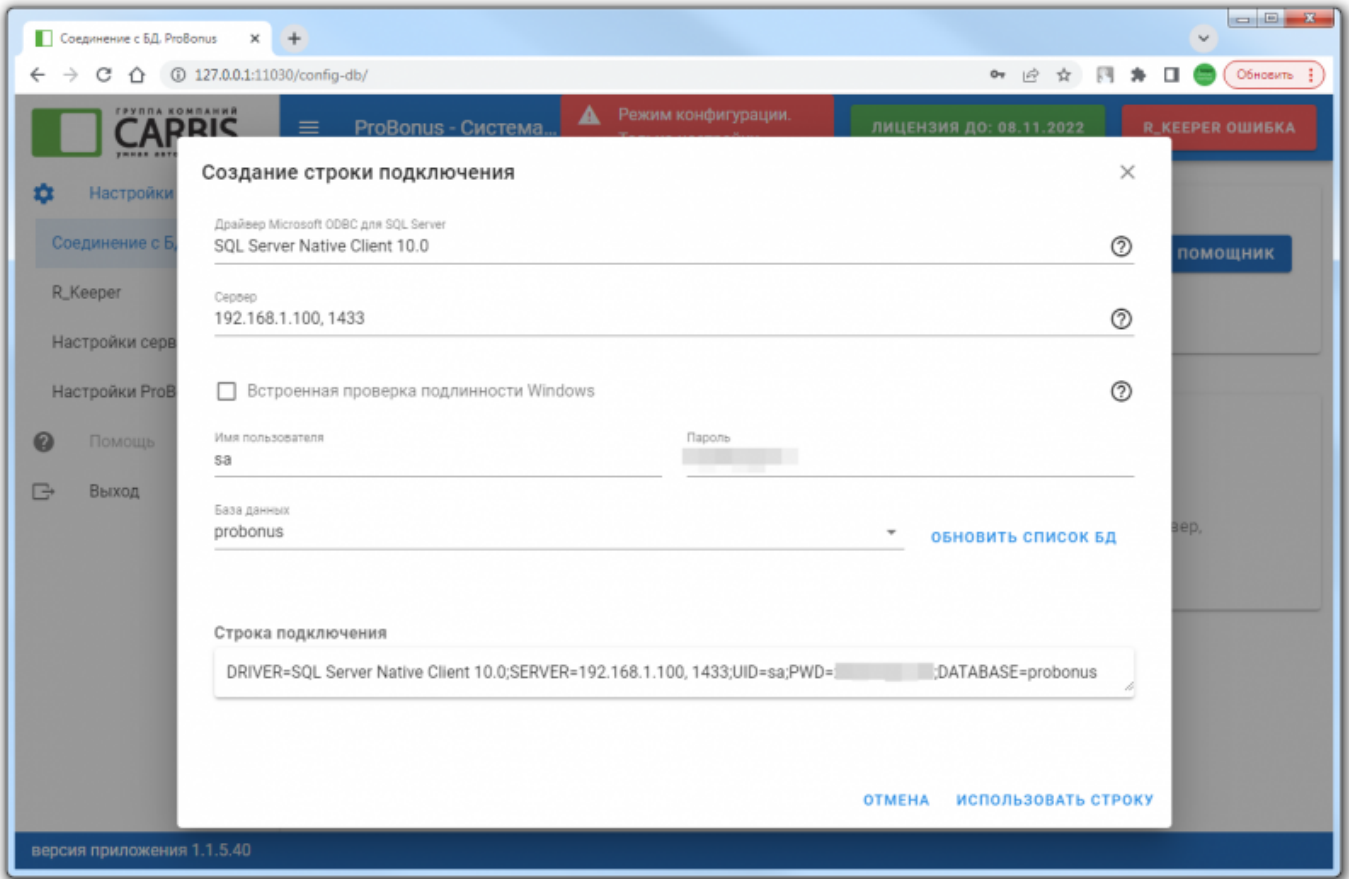 Соединение с БД, ProBonus
127.0.0.1:11030/config-db/
Обновить
ГРУППА КОМПАНИЙ
CARBIS
ProBonus - Система...
Режим конфигурации.
ЛИЦЕНЗИЯ ДО: 08.11.2022
R_KEEPER ОШИБКА
Создание строки подключения
Настройки
Драйвер Microsoft ODBC для SQL Server
SQL Server Native Client 10.0
Соединение с Б
ПОМОЩНИК
R_Keeper
Сервер
192.168.1.100, 1433
Настройки серв
Встроенная проверка подлинности Windows
Настройки ProB
Имя пользователя
Пароль
sa
Помощь
Выход
База данных
probonus
ОБНОВИТЬ СПИСОК БД
вер,
Строка подключения
DRIVER=SQL Server Native Client 10.0;SERVER=192.168.1.100, 1433;UID=sa;PWD= ;DATABASE=probonus
ОТМЕНА
ИСПОЛЬЗОВАТЬ СТРОКУ
версия приложения 1.1.5.40